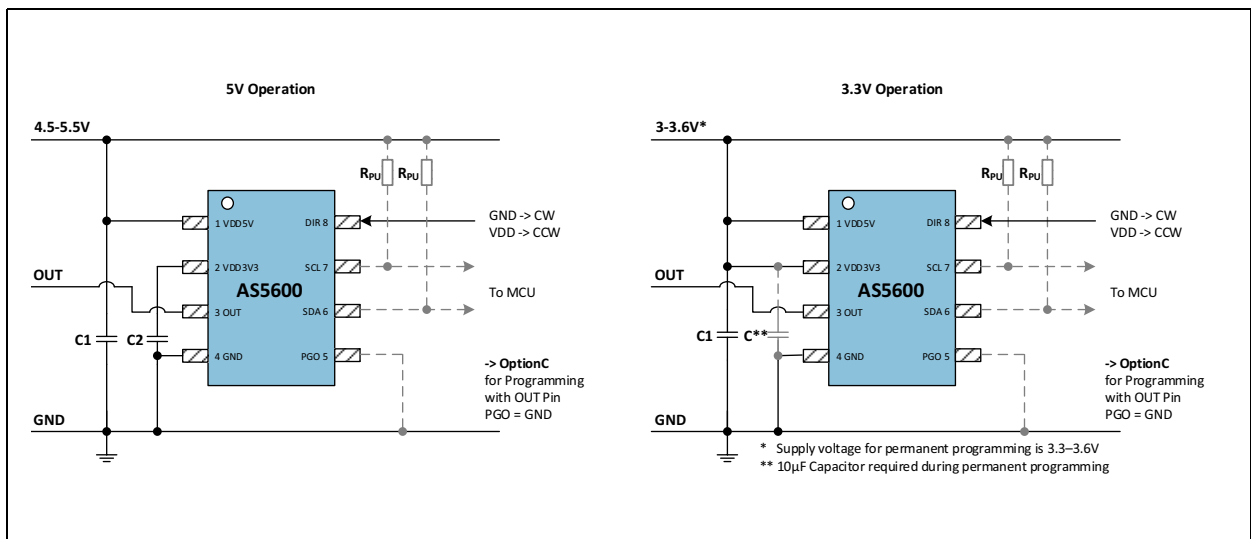 5V Operation
4.5-5.5V
RPU RPU
1 VDD5V
DIR 8
GND -> CW
VDD -> CCW
2 VDD3V3
SCL 7
OUT
AS5600
To MCU
3 OUT
SDA 6
C1
C2
4 GND
PGO 5
-> OptionC
for Programming
with OUT Pin
PGO = GND
GND
3.3V Operation
3-3.6V*
RPU RPU
1 VDD5V
DIR 8
GND -> CW
VDD -> CCW
2 VDD3V3
SCL 7
OUT
AS5600
To MCU
3 OUT
SDA 6
C1
C**
4 GND
PGO 5
-> OptionC
for Programming
with OUT Pin
PGO = GND
GND
* Supply voltage for permanent programming is 3.3–3.6V
** 10µF Capacitor required during permanent programming